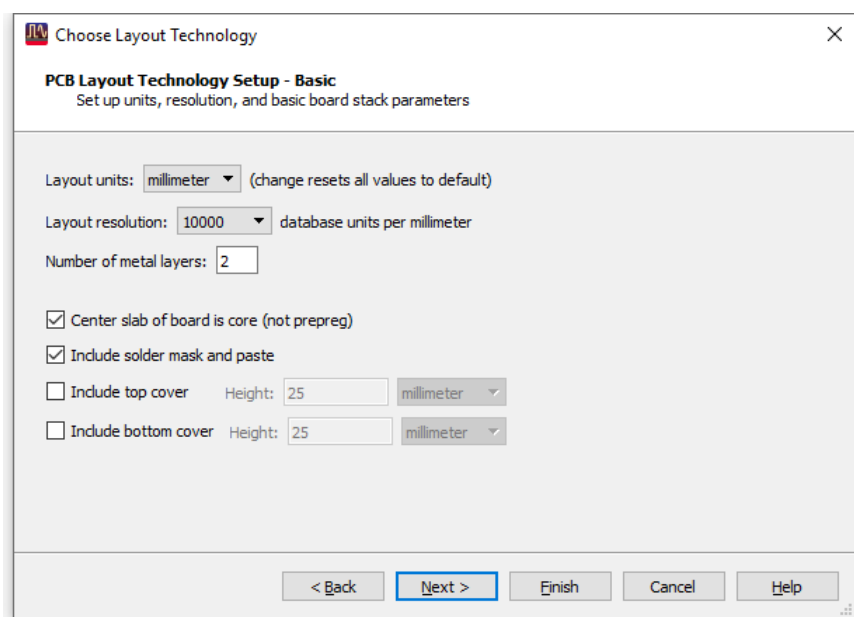 Choose Layout Technology
PCB Layout Technology Setup - Basic
Set up units, resolution, and basic board stack parameters
Layout units: millimeter (change resets all values to default)
Layout resolution: 10000 database units per millimeter
Number of metal layers: 2
Center slab of board is core (not prepreg)
Include solder mask and paste
Include top cover Height: 25 millimeter
Include bottom cover Height: 25 millimeter
< Back Next > Finish Cancel Help